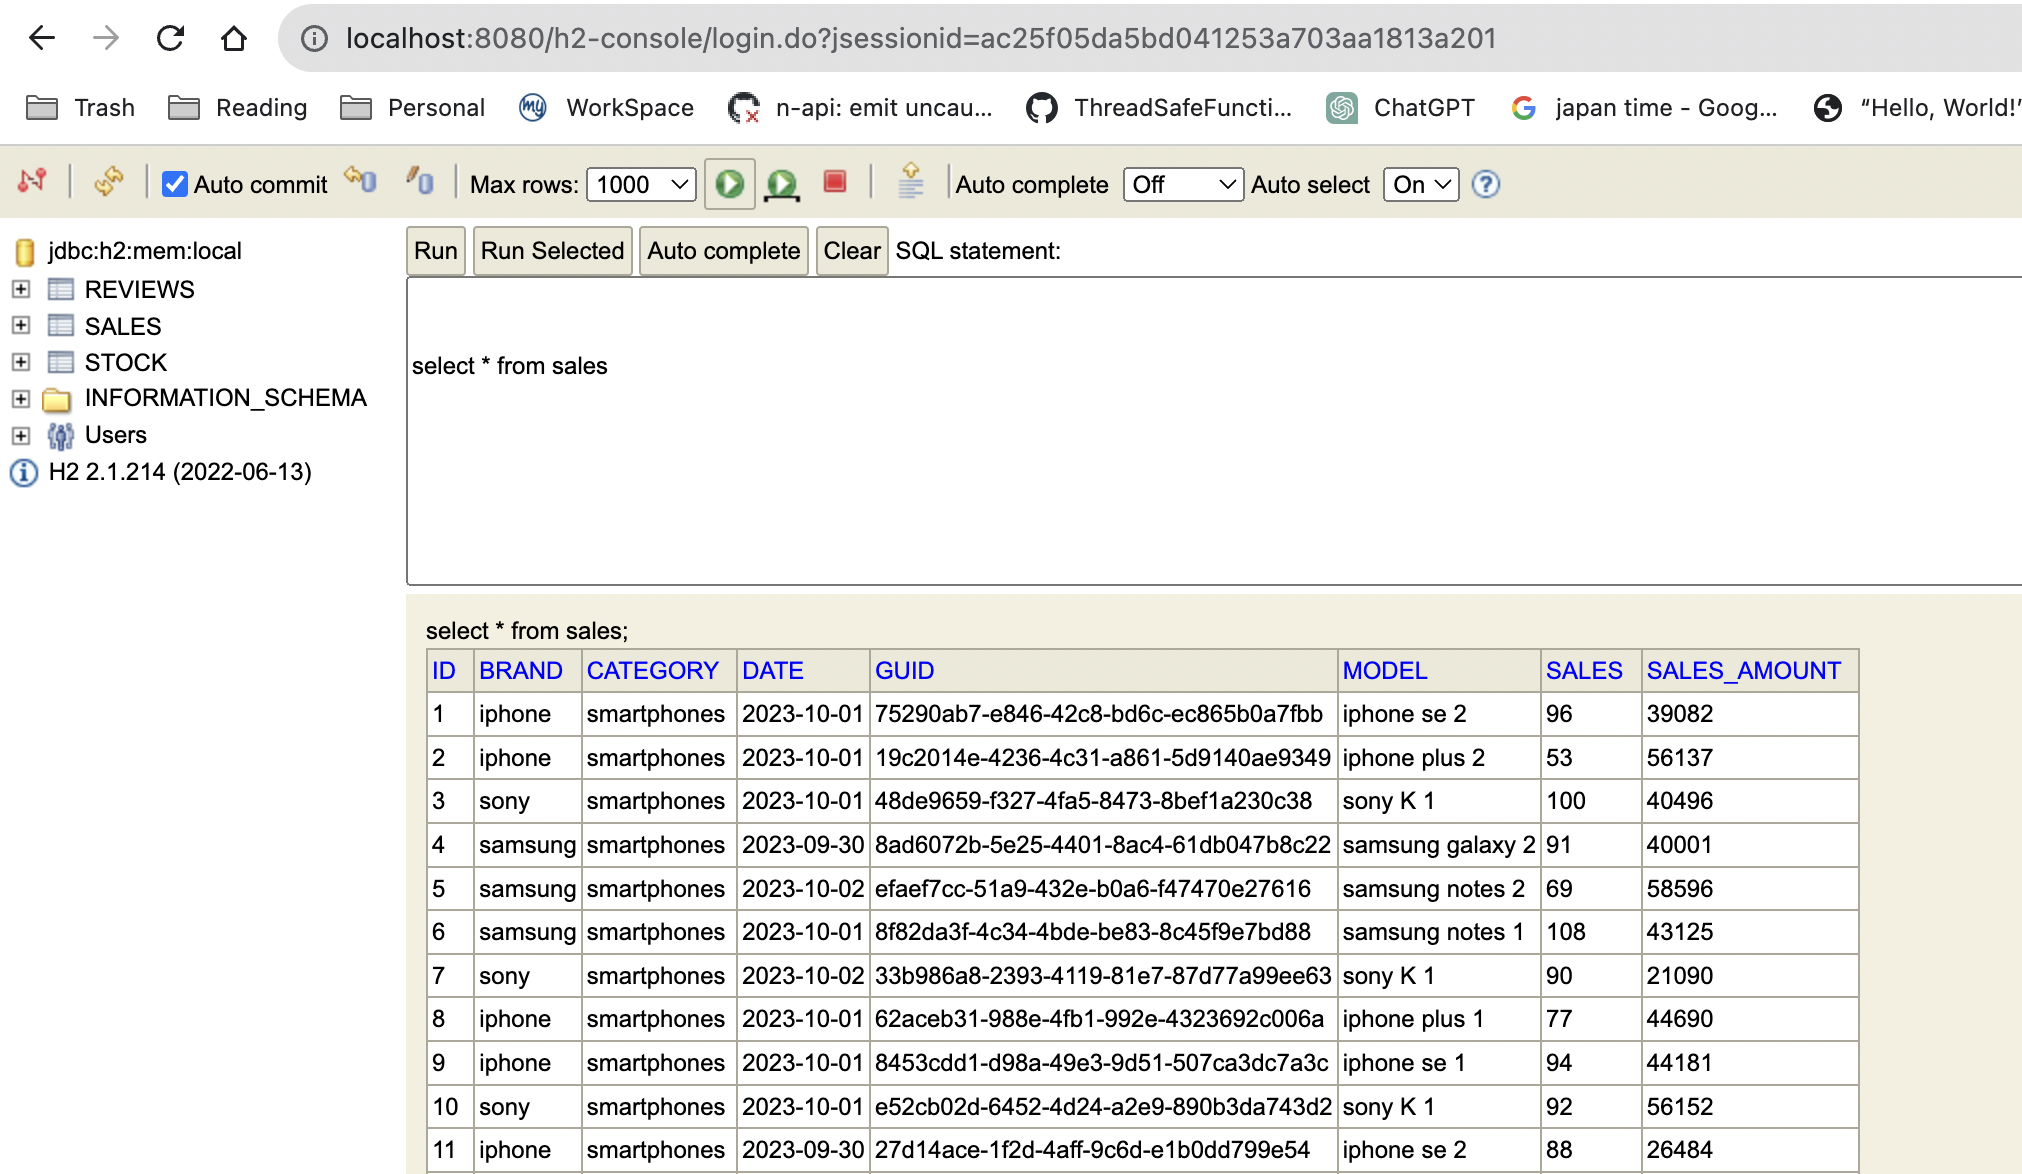 localhost:8080/h2-console/login.do?jsessionid=ac25f05da5bd041253a703aa1813a201
Trash Reading Personal WorkSpace n-api: emit uncau... ThreadSafeFuncti... ChatGPT japan time - Goog... “Hello, World!”
Auto commit Max rows: 1000 Auto complete Off Auto select On
jdbc:h2:mem:local
REVIEWS
SALES
STOCK
INFORMATION_SCHEMA
Users
H2 2.1.214 (2022-06-13)
Run Run Selected Auto complete Clear SQL statement:
select * from sales
select * from sales;
ID BRAND CATEGORY DATE GUID MODEL SALES SALES_AMOUNT
1 iphone smartphones 2023-10-01 75290ab7-e846-42c8-bd6c-ec865b0a7fbb iphone se 2 96 39082
2 iphone smartphones 2023-10-01 19c2014e-4236-4c31-a861-5d9140ae9349 iphone plus 2 53 56137
3 sony smartphones 2023-10-01 48de9659-f327-4fa5-8473-8bef1a230c38 sony K 1 100 40496
4 samsung smartphones 2023-09-30 8ad6072b-5e25-4401-8ac4-61db047b8c22 samsung galaxy 2 91 40001
5 samsung smartphones 2023-10-02 efaef7cc-51a9-432e-b0a6-f47470e27616 samsung notes 2 69 58596
6 samsung smartphones 2023-10-01 8f82da3f-4c34-4bde-be83-8c45f9e7bd88 samsung notes 1 108 43125
7 sony smartphones 2023-10-02 33b986a8-2393-4119-81e7-87d77a99ee63 sony K 1 90 21090
8 iphone smartphones 2023-10-01 62aceb31-988e-4fb1-992e-4323692c006a iphone plus 1 77 44690
9 iphone smartphones 2023-10-01 8453cdd1-d98a-49e3-9d51-507ca3dc7a3c iphone se 1 94 44181
10 sony smartphones 2023-10-01 e52cb02d-6452-4d24-a2e9-890b3da743d2 sony K 1 92 56152
11 iphone smartphones 2023-09-30 27d14ace-1f2d-4aff-9c6d-e1b0dd799e54 iphone se 2 88 26484